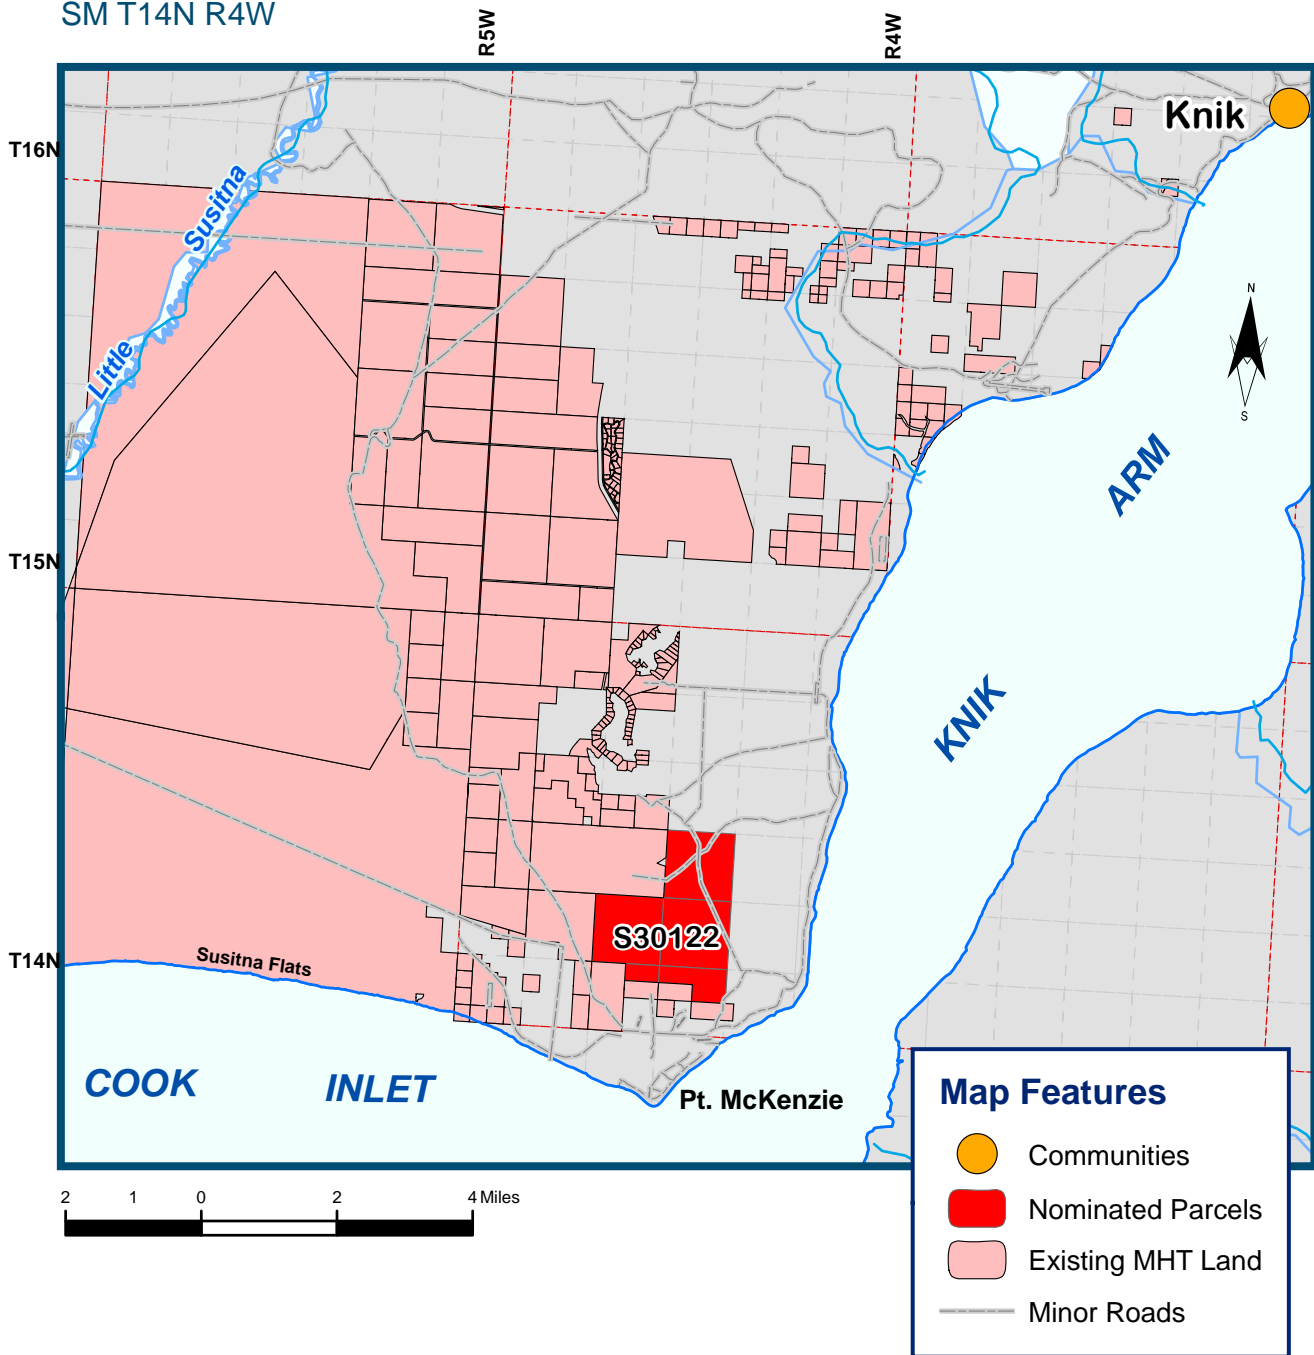 SM T14N R4W
R5W
R4W
T16N
Knik
Susitna
Little
N
S
ARM
T15N
KNIK
S30122
T14N
Susitna Flats
COOK INLET
Pt. McKenzie
Map Features
Communities
Nominated Parcels
Existing MHT Land
Minor Roads
2 1 0 2 4 Miles